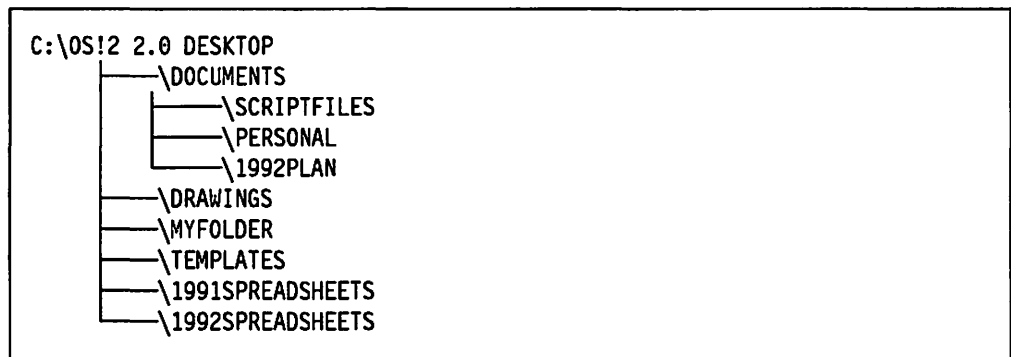 C:\OS!2 2.0 DESKTOP
\DOCUMENTS
\SCRIPTFILES
\PERSONAL
\1992PLAN
\DRAWINGS
\MYFOLDER
\TEMPLATES
\1991SPREADSHEETS
\1992SPREADSHEETS